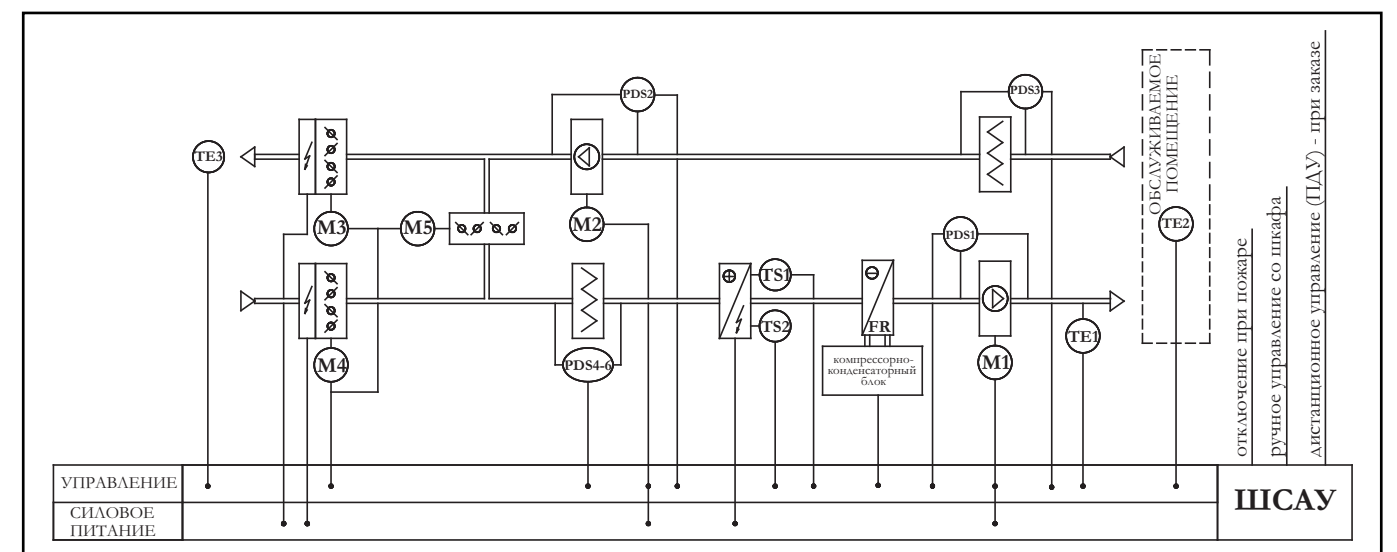 PDS2
PDS3
ОБСЛУЖИВАЕМОЕ
ПОМЕЩЕНИЕ
TE3
M3
M5
M2
TE2
PDS1
TS1
TS2
FR
TE1
M4
PDS4-6
компрессорно-
конденсаторный
блок
M1
отключение при пожаре
ручное управление со шкафа
дистанционное управление (ПДУ) - при заказе
УПРАВЛЕНИЕ
СИЛОВОЕ
ПИТАНИЕ
ШСАУ